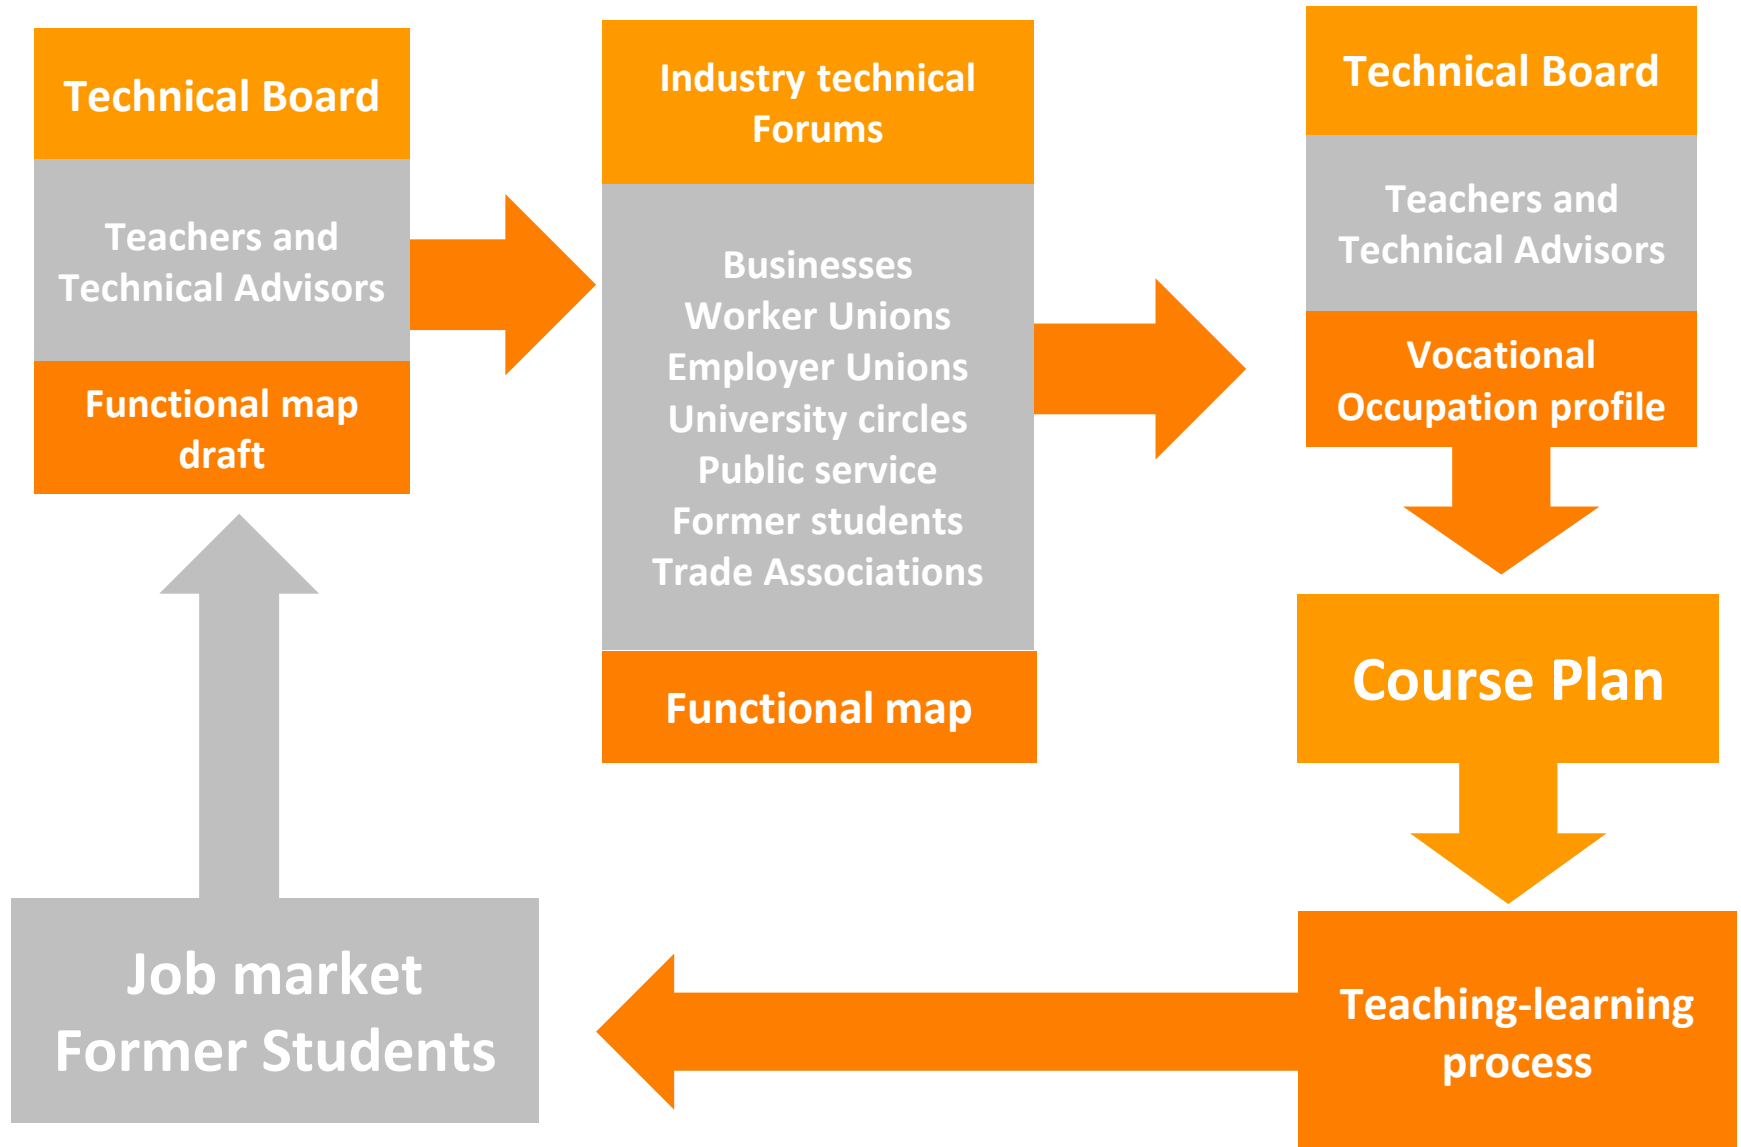 Technical Board
Teachers and
Technical Advisors
Functional map
draft
Industry technical
Forums
Businesses
Worker Unions
Employer Unions
University circles
Public service
Former students
Trade Associations
Functional map
Technical Board
Teachers and
Technical Advisors
Vocational
Occupation profile
Course Plan
Teaching-learning
process
Job market
Former Students